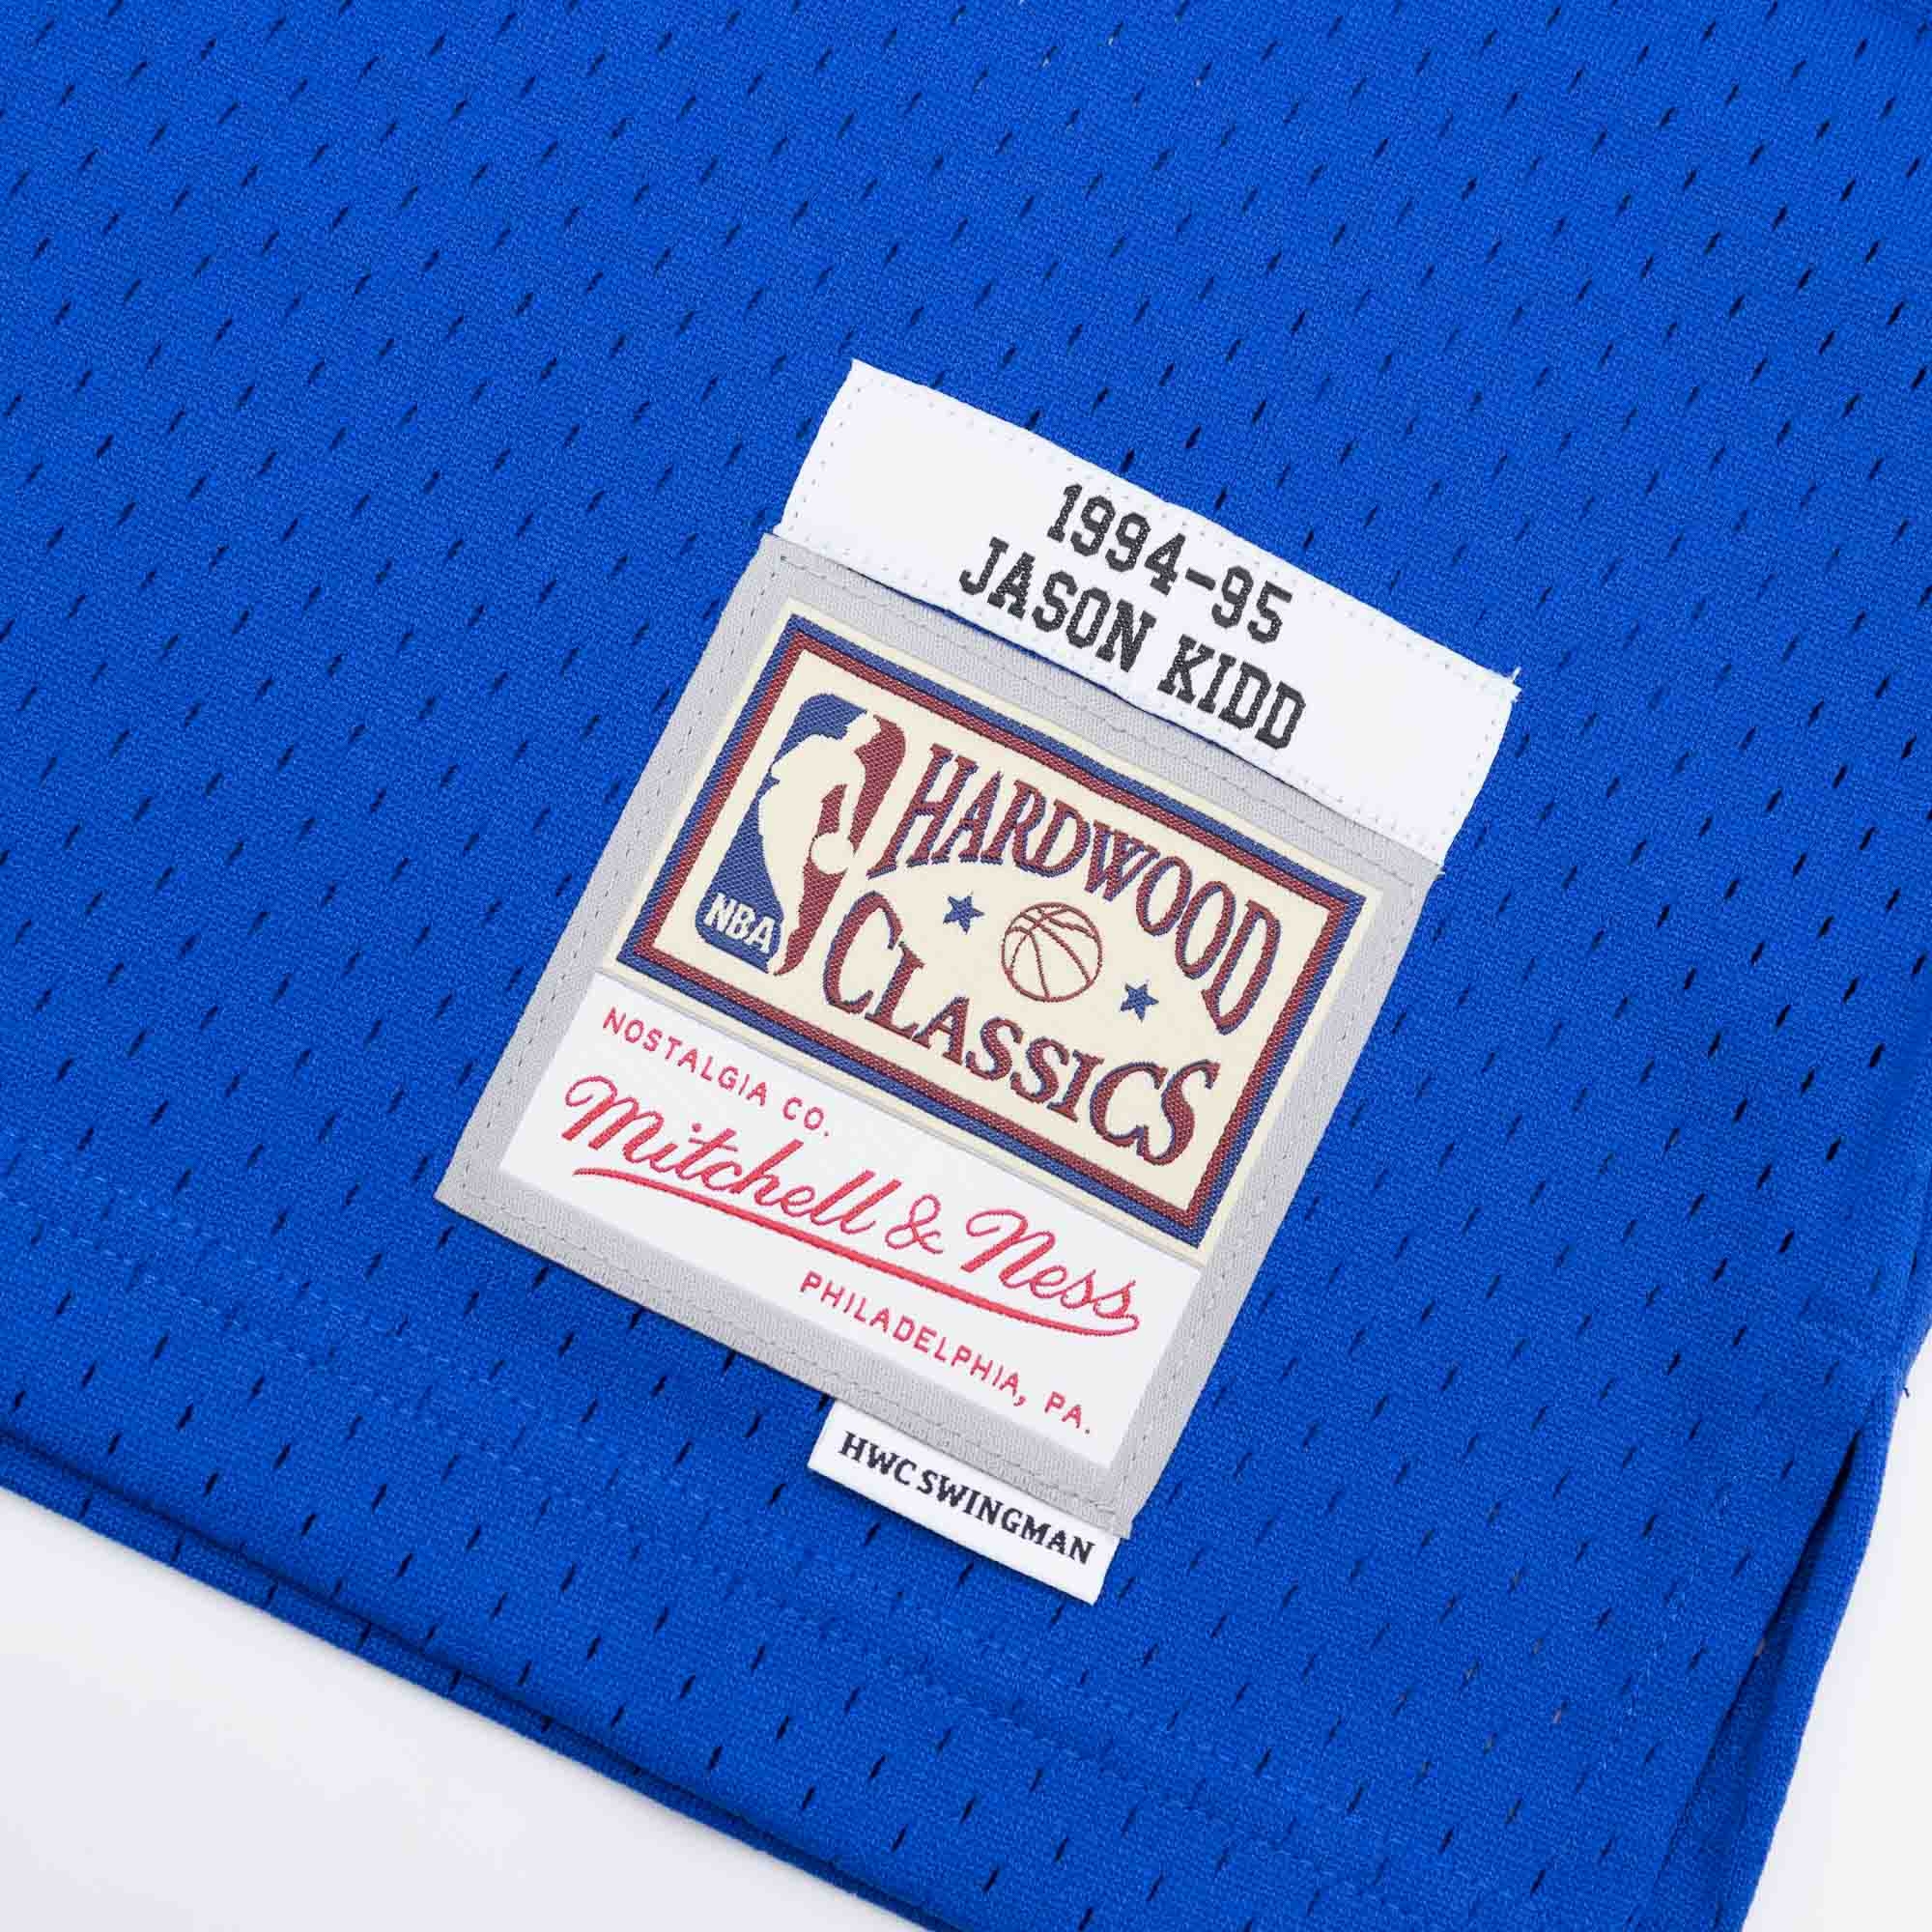 1994-95
JASON KIDD
NBA
HARDWOOD
CLASSICS
NOSTALGIA CO.
Mitchell & Ness
PHILADELPHIA, PA.
HWC SWINGMAN